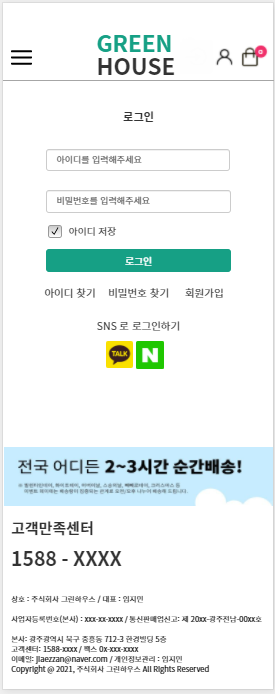 GREEN
HOUSE
0
로그인
아이디를 입력해주세요
비밀번호를 입력해주세요
아이디 저장
로그인
아이디 찾기 비밀번호 찾기 회원가입
SNS 로 로그인하기
TALK
N
전국 어디든 2~3시간 순간배송!
고객만족센터
1588 - XXXX
상호 : 주식회사 그린하우스 / 대표 : 임지민
사업자등록번호(본사) : xxx-xx-xxxx / 통신판매업신고: 제 20xx-광주전남-00xx호
본사: 광주광역시 북구 중흥동 712-3 한경빌딩 5층
고객센터: 1588-xxxx / 팩스 0x-xxx-xxxx
이메일: jlaezzan@naver.com / 개인정보관리 : 임지민
Copyright @ 2021, 주식회사 그린하우스 All Rights Reserved